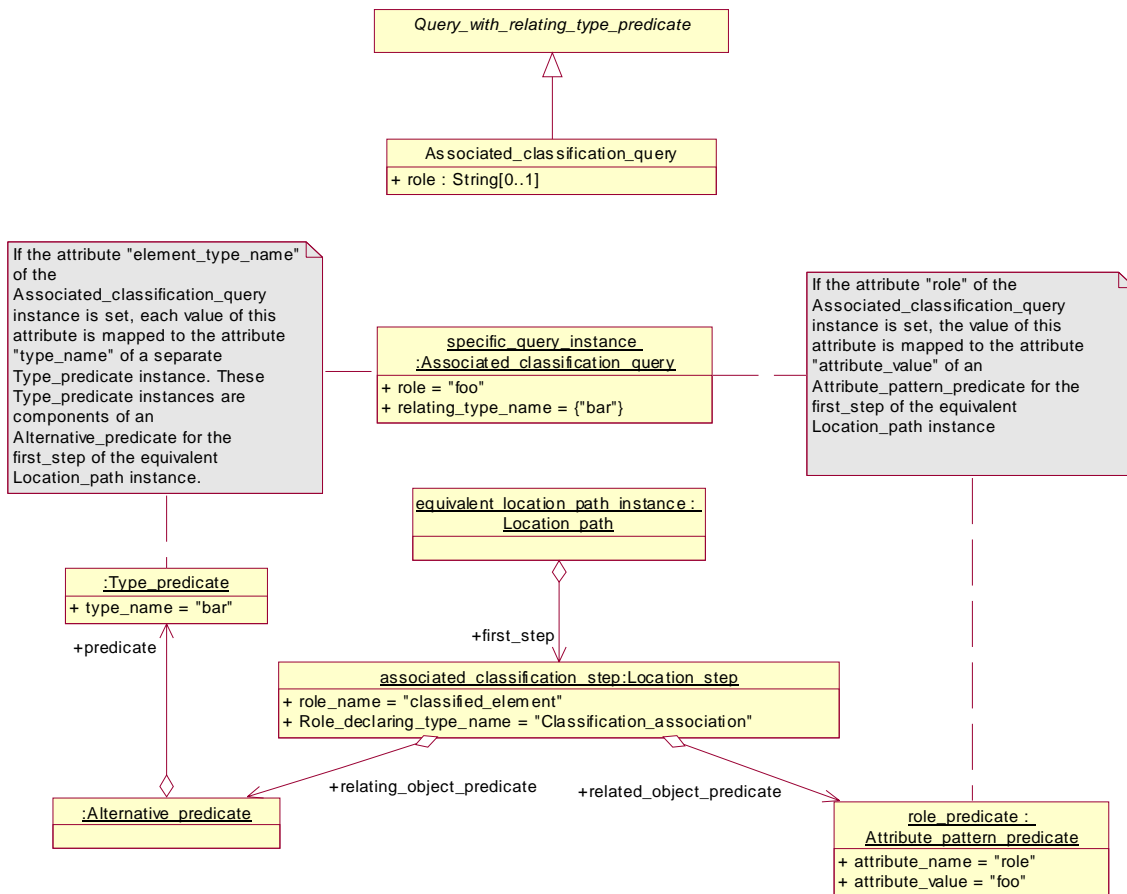 Query_with_relating_type_predicate
Associated_classification_query
+ role : String[0..1]
If the attribute "element_type_name"
of the
Associated_classification_query
instance is set, each value of this
attribute is mapped to the attribute
"type_name" of a separate
Type_predicate instance. These
Type_predicate instances are
components of an
Alternative_predicate for the
first_step of the equivalent
Location_path instance.
specific_query_instance
:Associated_classification_query
+ role = "foo"
+ relating_type_name = {"bar"}
If the attribute "role" of the
Associated_classification_query
instance is set, the value of this
attribute is mapped to the attribute
"attribute_value" of an
Attribute_pattern_predicate for the
first_step of the equivalent
Location_path instance
equivalent_location_path_instance :
Location_path
:Type_predicate
+ type_name = "bar"
+predicate
+first_step
associated_classification_step:Location_step
+ role_name = "classified_element"
+ Role_declaring_type_name = "Classification_association"
+relating_object_predicate
+related_object_predicate
:Alternative_predicate
role_predicate :
Attribute_pattern_predicate
+ attribute_name = "role"
+ attribute_value = "foo"